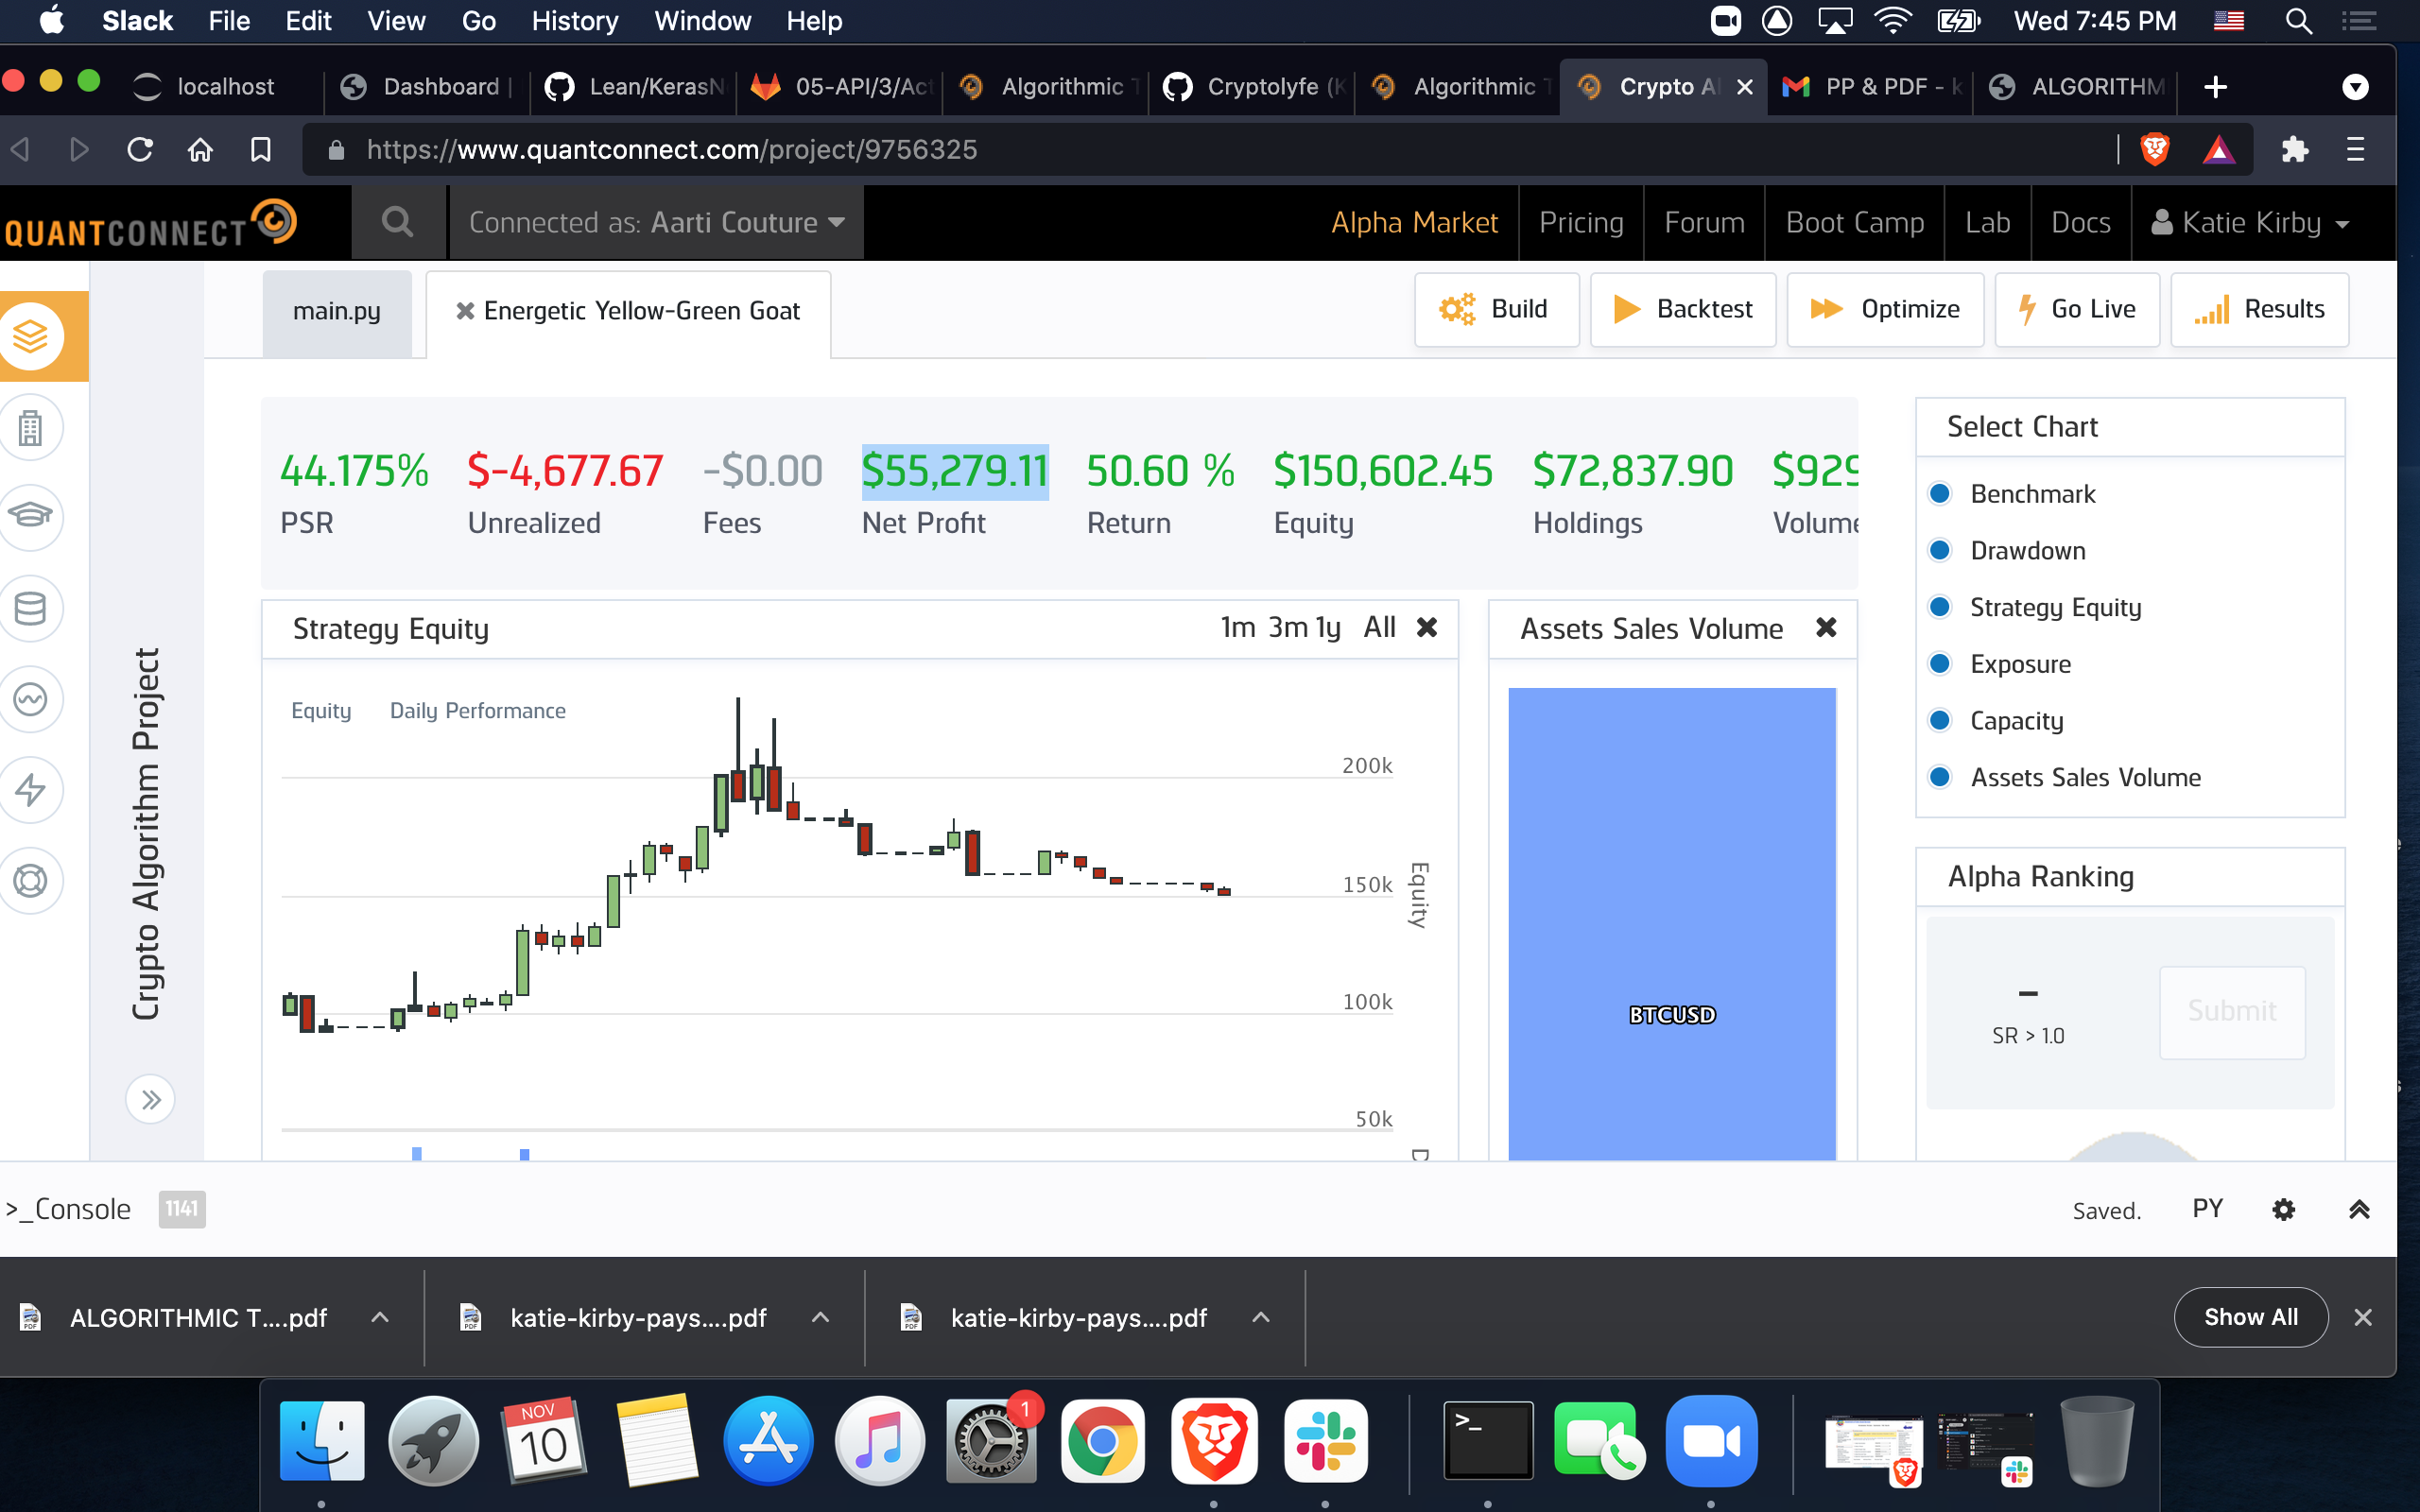 Slack File Edit View Go History Window Help Wed 7:45 PM
localhost Dashboard | Lean/KerasN 05-API/3/Act Algorithmic T Cryptolyfe (K Algorithmic T Crypto Al PP & PDF - k ALGORITHM
https://www.quantconnect.com/project/9756325
QUANTCONNECT Connected as: Aarti Couture Alpha Market Pricing Forum Boot Camp Lab Docs Katie Kirby
main.py Energetic Yellow-Green Goat Build Backtest Optimize Go Live Results
44.175% $-4,677.67 -$0.00 $55,279.11 50.60 % $150,602.45 $72,837.90 $929
PSR Unrealized Fees Net Profit Return Equity Holdings Volume
Select Chart
Benchmark
Drawdown
Strategy Equity
Exposure
Capacity
Assets Sales Volume
Strategy Equity 1m 3m 1y All
Equity Daily Performance
200k
150k
100k
50k
Equity
D
Assets Sales Volume
BTCUSD
Alpha Ranking
–
SR > 1.0
Submit
Crypto Algorithm Project
>_Console 1141 Saved. PY
ALGORITHMIC T....pdf katie-kirby-pays....pdf katie-kirby-pays....pdf Show All
NOV
10
1
>_